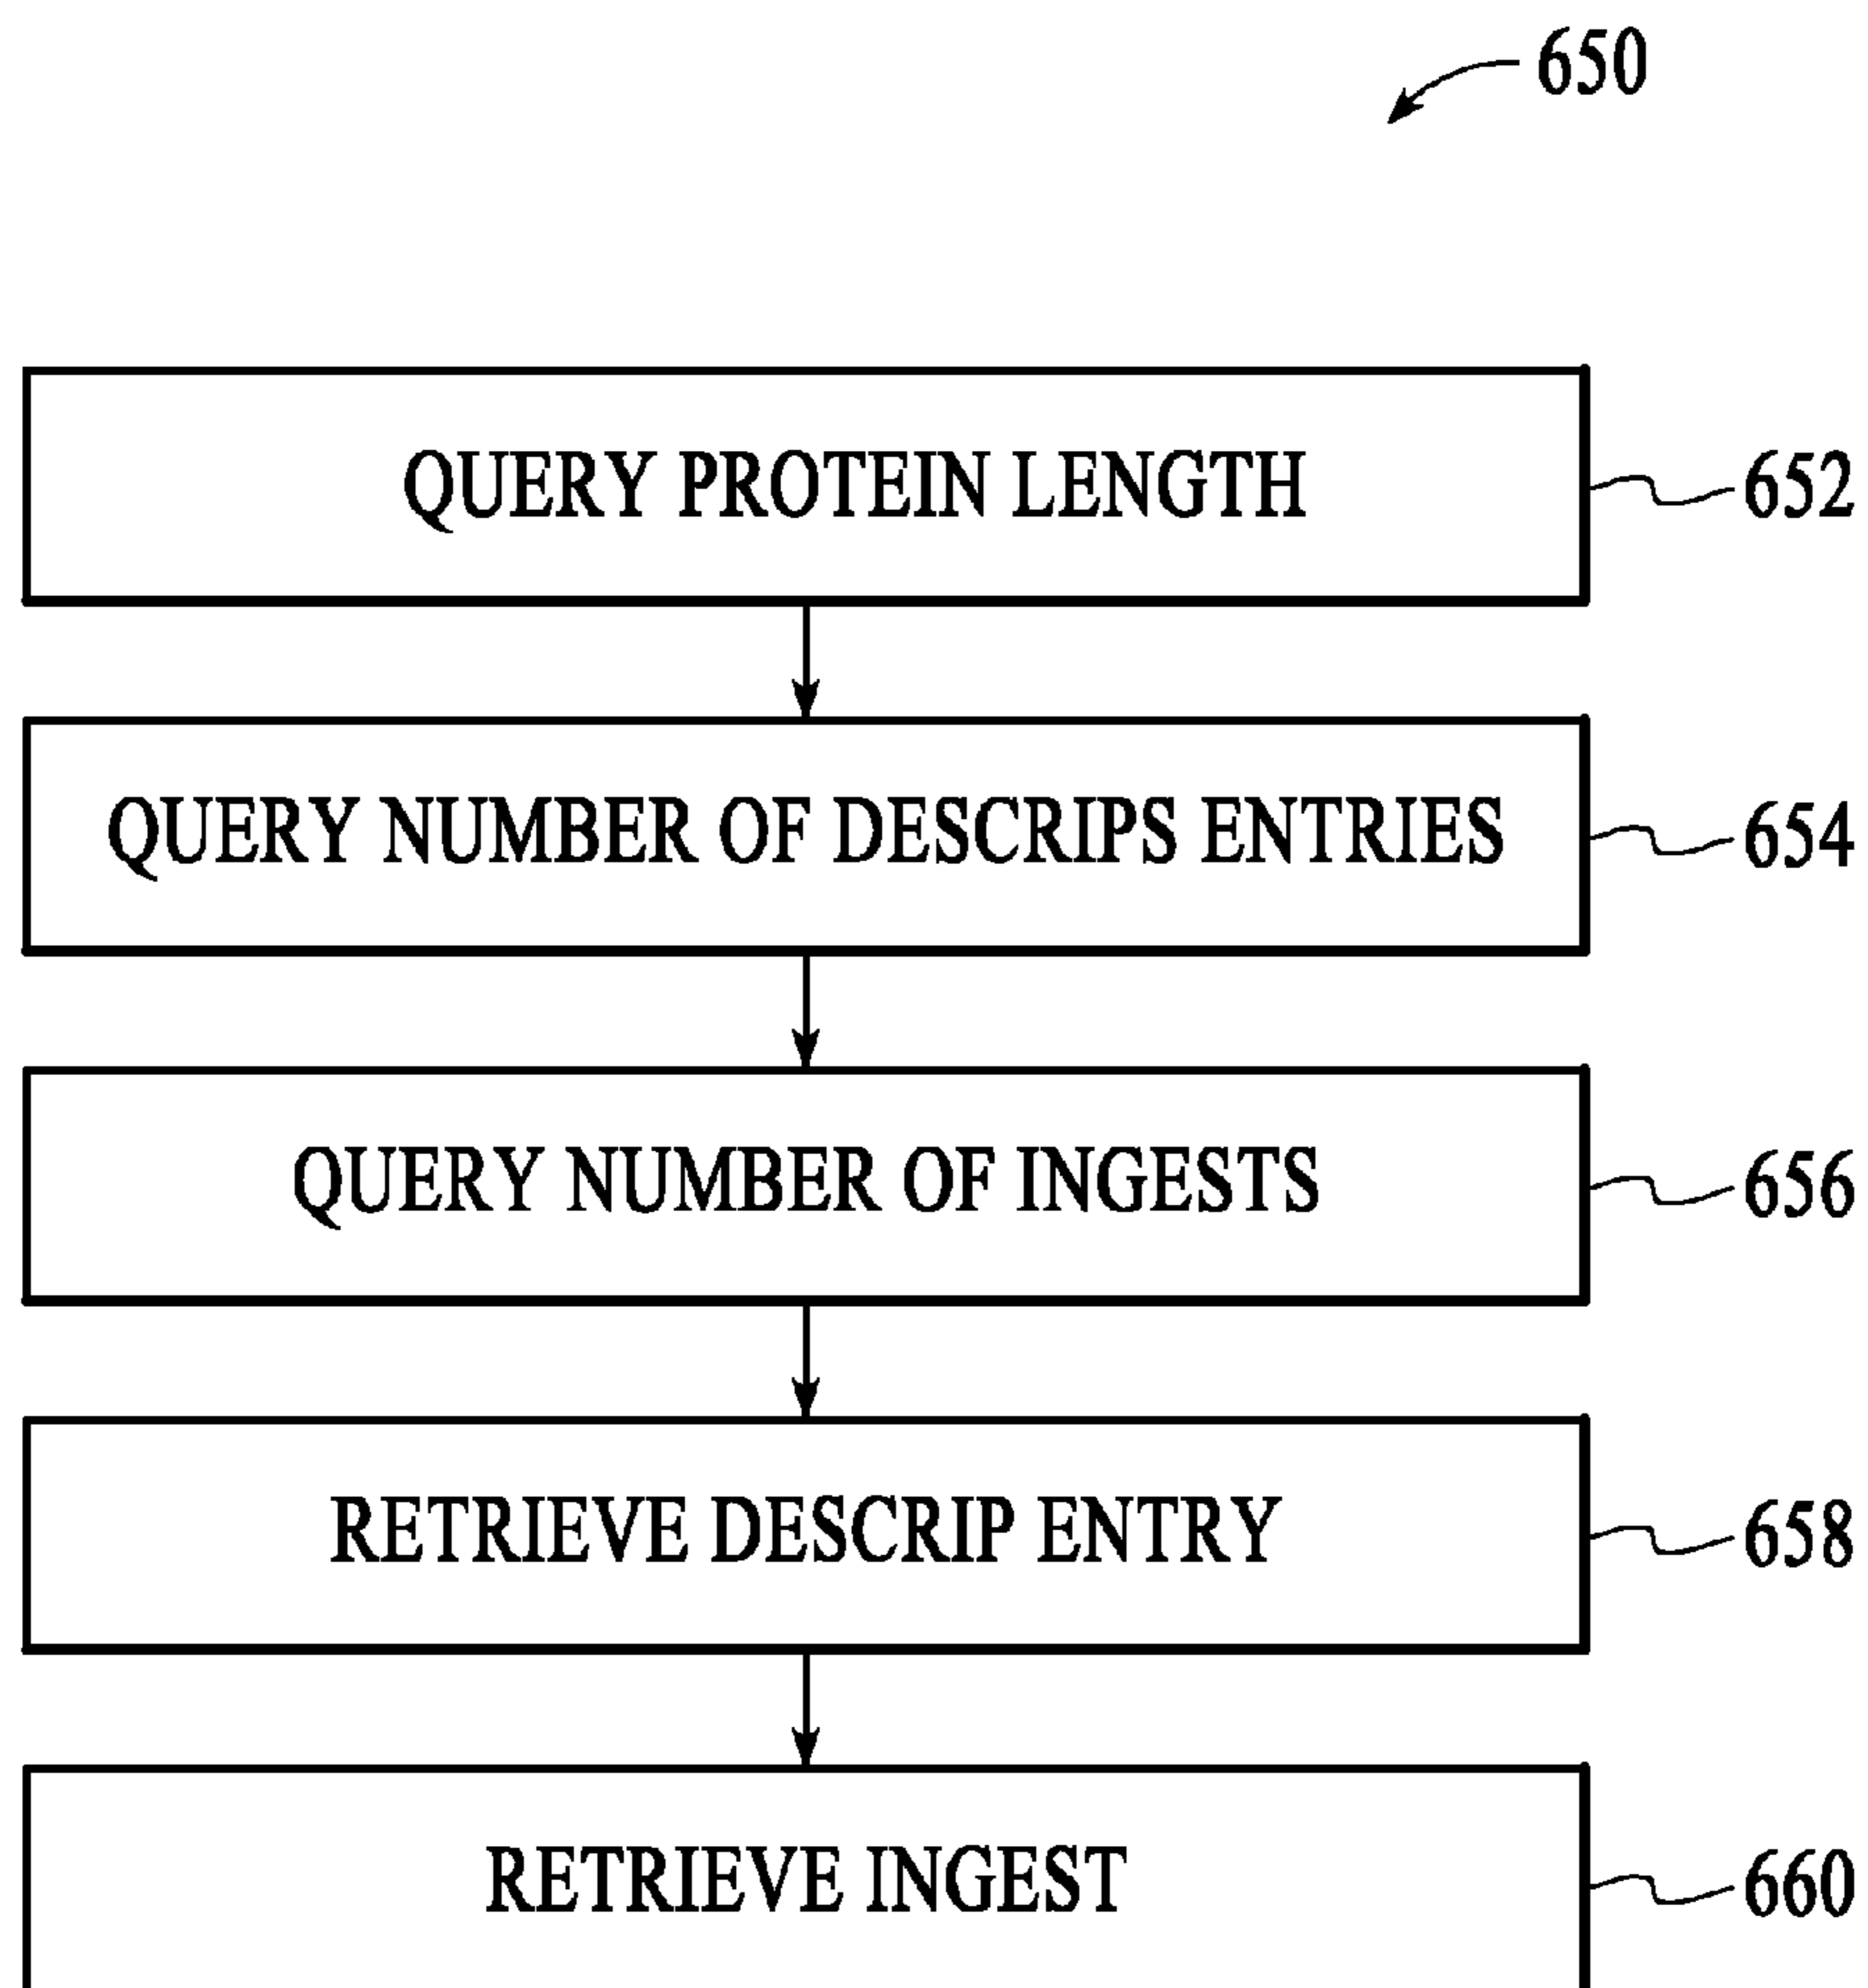 650
QUERY PROTEIN LENGTH
652
QUERY NUMBER OF DESCRIPS ENTRIES
654
QUERY NUMBER OF INGESTS
656
RETRIEVE DESCRIP ENTRY
658
RETRIEVE INGEST
660